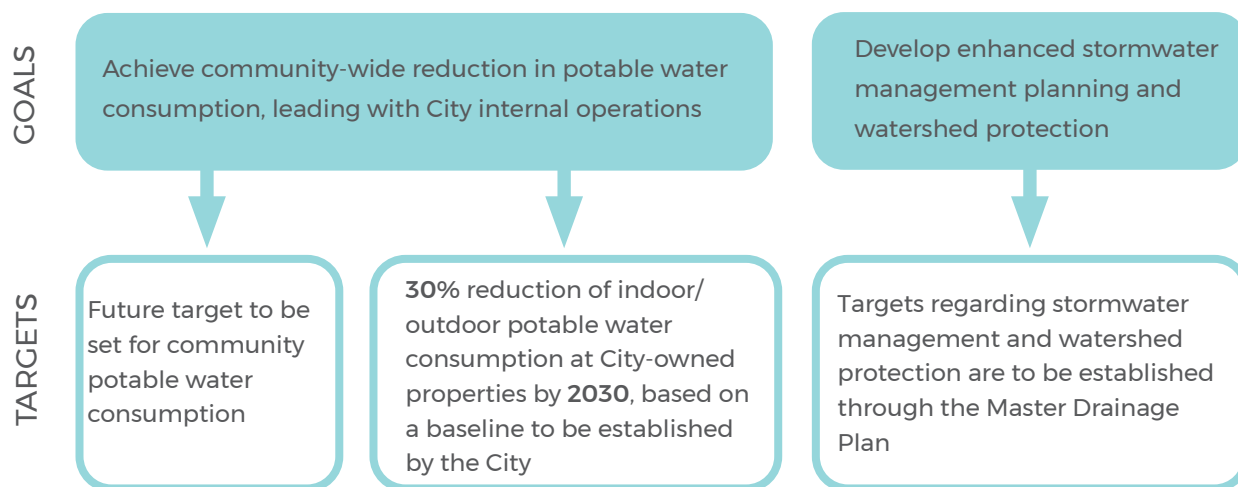 GOALS
Achieve community-wide reduction in potable water
consumption, leading with City internal operations
Develop enhanced stormwater
management planning and
watershed protection
TARGETS
Future target to be
set for community
potable water
consumption
30% reduction of indoor/
outdoor potable water
consumption at City-owned
properties by 2030, based on
a baseline to be established
by the City
Targets regarding stormwater
management and watershed
protection are to be established
through the Master Drainage
Plan